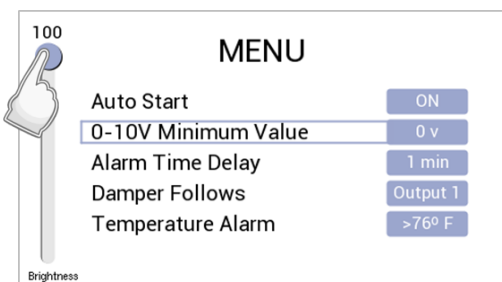 100
MENU
Auto Start ON
0-10V Minimum Value 0 v
Alarm Time Delay 1 min
Damper Follows Output 1
Temperature Alarm >76º F
Brightness